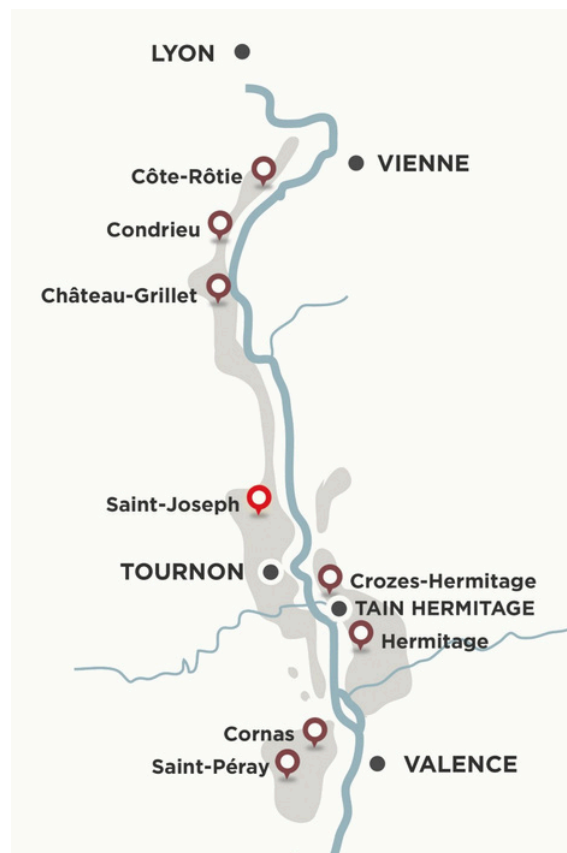 LYON
VIENNE
Côte-Rôtie
Condrieu
Château-Grillet
Saint-Joseph
TOURNON
Crozes-Hermitage
TAIN HERMITAGE
Hermitage
Cornas
Saint-Péray
VALENCE